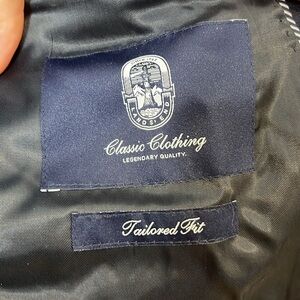 Classic Clothing
LEGENDARY QUALITY.
Tailored Fit